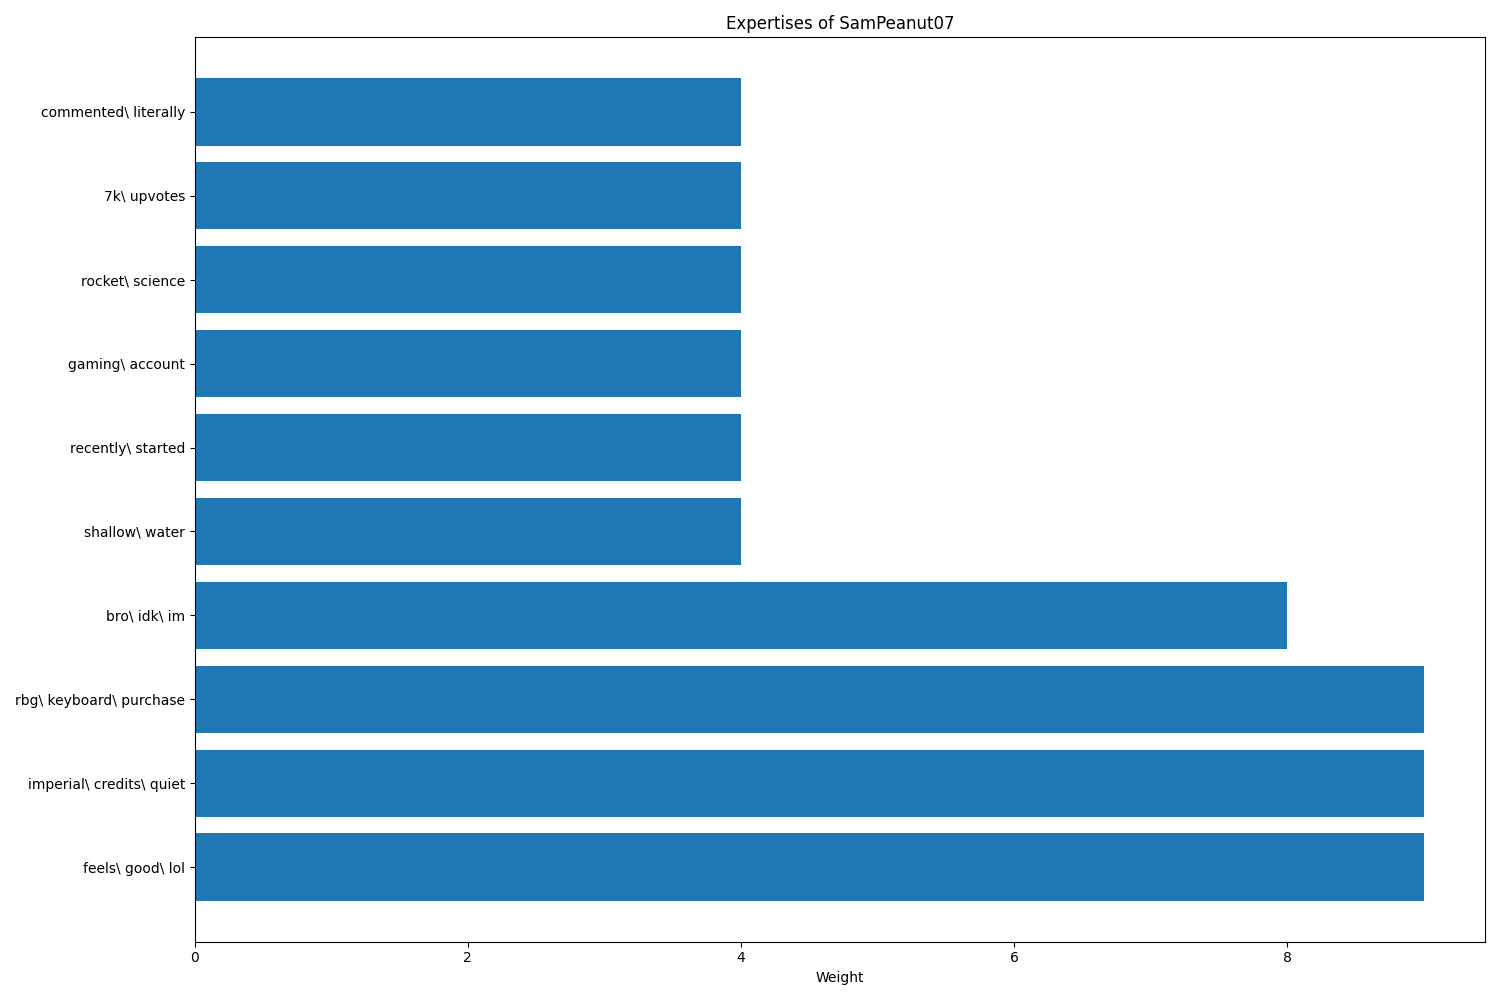 Expertises of SamPeanut07
commented\ literally
7k\ upvotes
rocket\ science
gaming\ account
recently\ started
shallow\ water
bro\ idk\ im
rbg\ keyboard\ purchase
imperial\ credits\ quiet
feels\ good\ lol
0 2 4 6 8
Weight